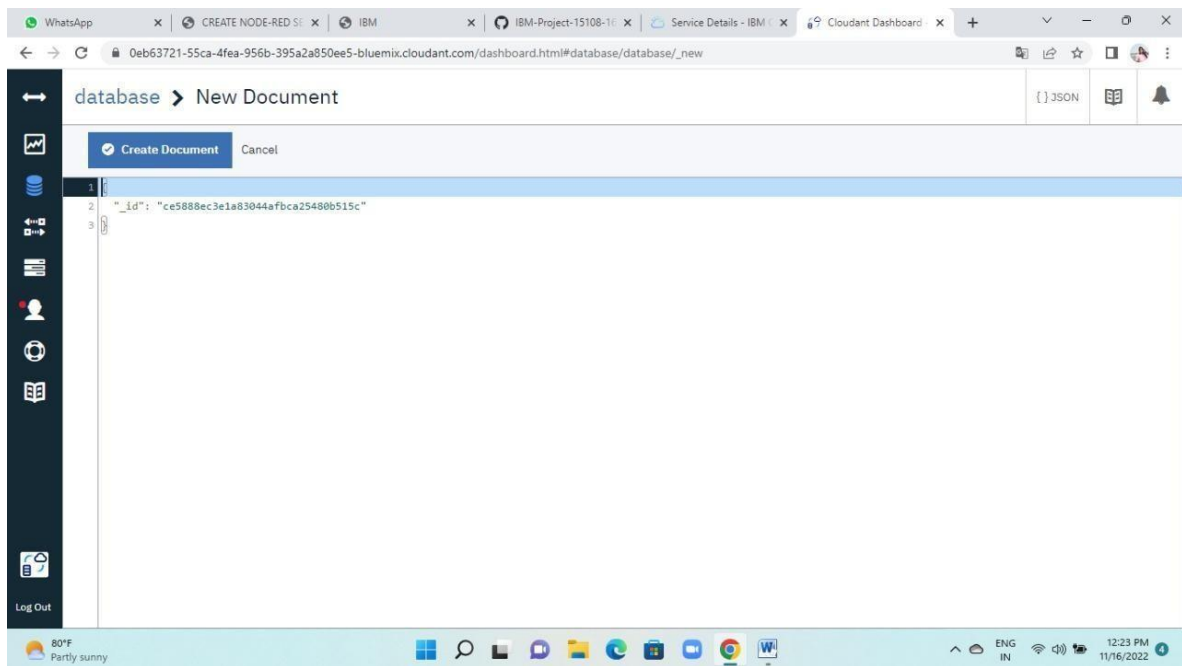 WhatsApp
CREATE NODE-RED SE
IBM
IBM-Project-15108-16
Service Details - IBM C
Cloudant Dashboard -
0eb63721-55ca-4fea-956b-395a2a850ee5-bluemix.cloudant.com/dashboard.html#database/database/_new
database > New Document
{ } JSON
Create Document Cancel
1 {
2 "_id": "ce5888ec3e1a83044afbca25480b515c"
3 }
Log Out
80°F
Partly sunny
ENG
IN
12:23 PM
11/16/2022
4